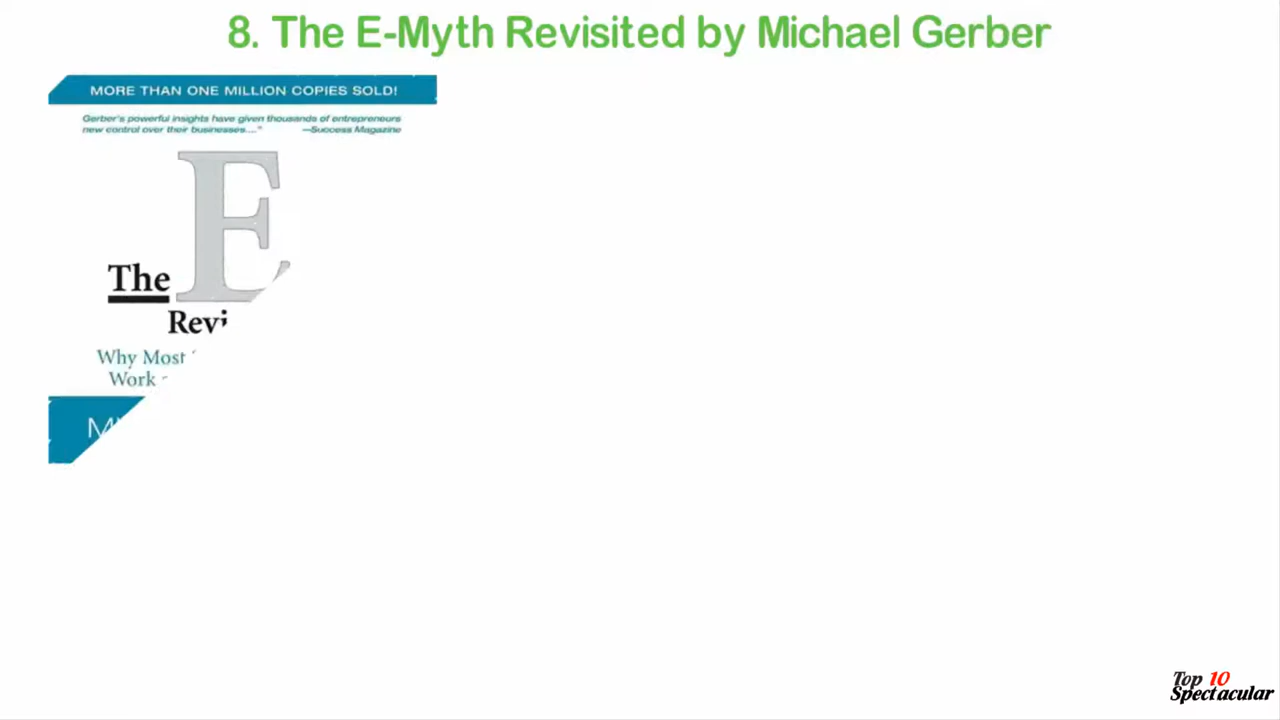 8. The E-Myth Revisited by Michael Gerber
MORE THAN ONE MILLION COPIES SOLD!
Gerber's powerful insights have given thousands of entrepreneurs
new control over their businesses...." —Success Magazine
The E
Revi
Why Most
Work
Top 10
Spectacular